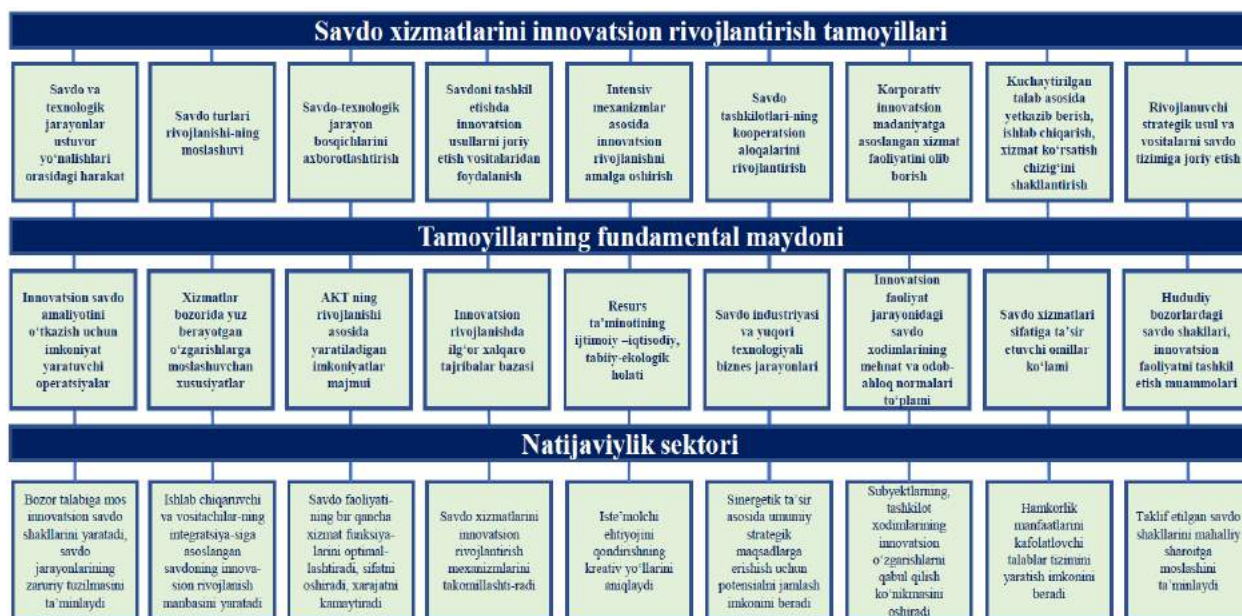 Savdo xizmatlarini innovatsion rivojlantirish tamoyillari
Savdo va
texnologik
jarayonlar
ustuvor
yo‘nalishlari
orasidagi harakat
Savdo turlari
rivojlanishi-ning
moslashuvi
Savdo-texnologik
jarayon
bosqichlarini
axborotlashtirish
Savdoni tashkil
etishda
innovatsion
usullarni joriy
etish vositalaridan
foydalanish
Intensiv
mexanizmlar
asosida
innovatsion
rivojlanishni
amalga oshirish
Savdo
tashkilotlari-ning
kooperatsion
aloqalarini
rivojlantirish
Korporativ
innovatsion
madaniyatga
asoslangan xizmat
faoliyatini olib
borish
Kuchaytirilgan
talab asosida
yetkazib berish,
ishlab chiqarish,
xizmat ko‘rsatish
chizig‘ini
shakllantirish
Rivojlanuvchi
strategik usul va
vositalarni savdo
tizimiga joriy etish
Tamoyillarning fundamental maydoni
Innovatsion savdo
amaliyotini
o‘tkazish uchun
imkoniyat
yaratuvchi
operatsiyalar
Xizmatlar
bozorida yuz
berayotgan
o‘zgarishlarga
moslashuvchan
xususiyatlar
AKT ning
rivojlanishi
asosida
yaratiladigan
imkoniyatlar
majmui
Innovatsion
rivojlanishda
ilg‘or xalqaro
tajribalar bazasi
Resurs
ta’minotining
ijtimoiy –iqtisodiy,
tabiiy-ekologik
holati
Savdo industriyasi
va yuqori
texnologiyali
biznes jarayonlari
Innovatsion
faoliyat
jarayonidagi
savdo
xodimlarining
mehnat va odob-
ahloq normalari
to‘plami
Savdo xizmatlari
sifatiga ta’sir
etuvchi omillar
ko‘lami
Hududiy
bozorlardagi
savdo shakllari,
innovatsion
faoliyatni tashkil
etish muammolari
Natijaviylik sektori
Bozor talabiga mos
innovatsion savdo
shakllarini yaratadi,
savdo
jarayonlarining
zaruriy tuzilmasini
ta’minlaydi
Ishlab chiqaruvchi
va vositachilar-ning
integratsiya-siga
asoslangan
savdoning innova-
sion rivojlanish
manbasini yaratadi
Savdo faoliyati-
ning bir qancha
xizmat funksiya-
larini optimal-
lashtiradi, sifatni
oshiradi, xarajatni
kamaytiradi
Savdo xizmatlarini
innovatsion
rivojlantirish
mexanizmlarini
takomillashti-radi
Iste’molchi
ehtiyojini
qondirishning
kreativ yo‘llarini
aniqlaydi
Sinergetik ta’sir
asosida umumiy
strategik
maqsadlarga
erishish uchun
potensialni jamlash
imkonini beradi
Subyektlarning,
tashkilot
xodimlarining
innovatsion
o‘zgarishlarni
qabul qilish
ko‘nikmasini
oshiradi
Hamkorlik
manfaatlarini
kafolatlovchi
talablar tizimini
yaratish imkonini
beradi
Taklif etilgan savdo
shakllarini mahalliy
sharoitga
moslashini
ta’minlaydi